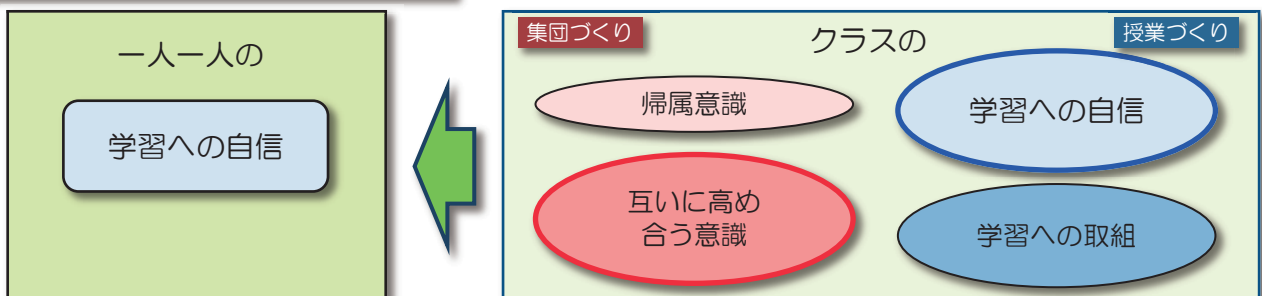 一人一人の
学習への自信
集団づくり
クラスの
授業づくり
帰属意識
学習への自信
互いに高め
合う意識
学習への取組